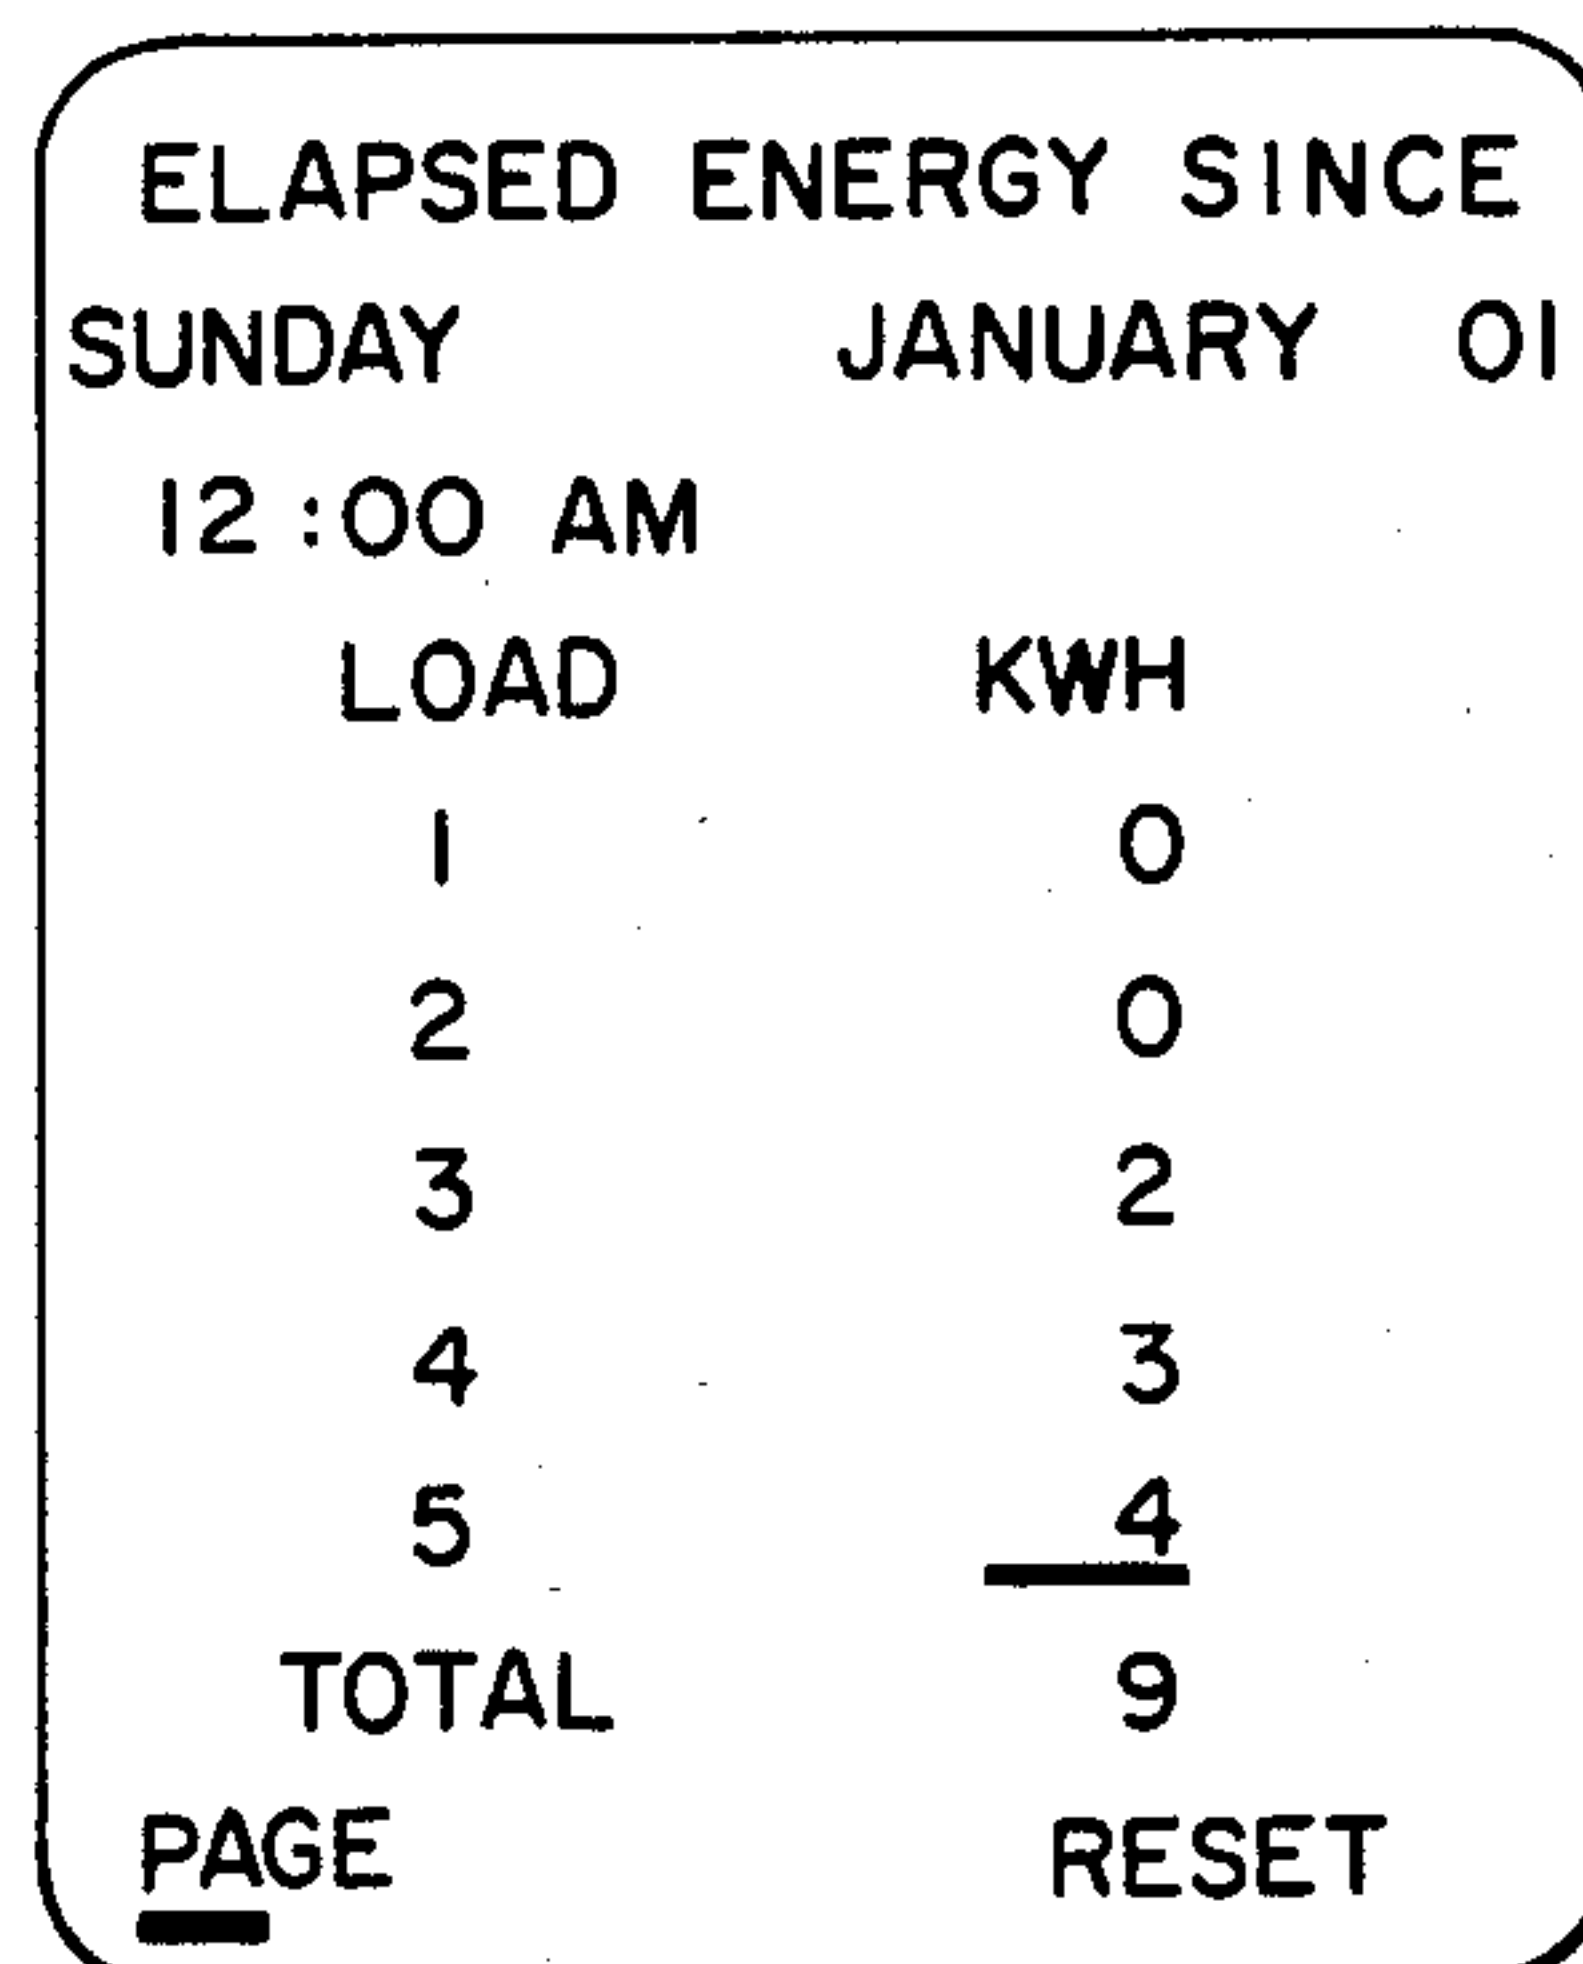 ELAPSED ENERGY SINCE
SUNDAY JANUARY 01
12:00 AM
LOAD KWH
1 0
2 0
3 2
4 3
5 4
TOTAL 9
PAGE RESET